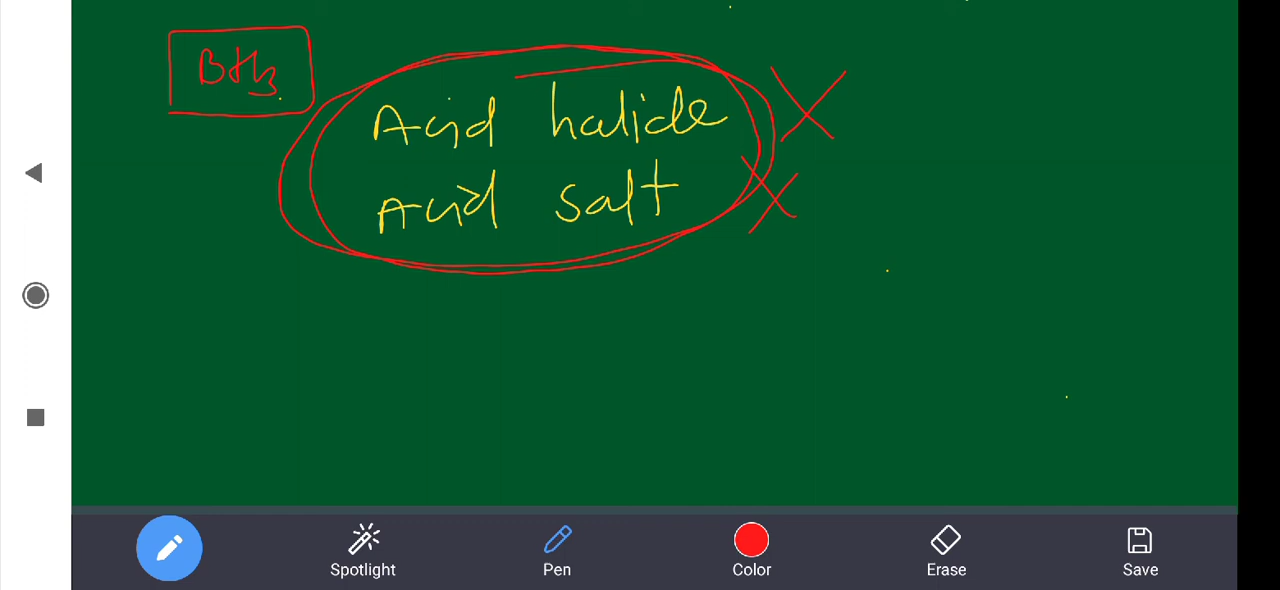 BH3
Acid halide X
Acid salt X
Spotlight
Pen
Color
Erase
Save